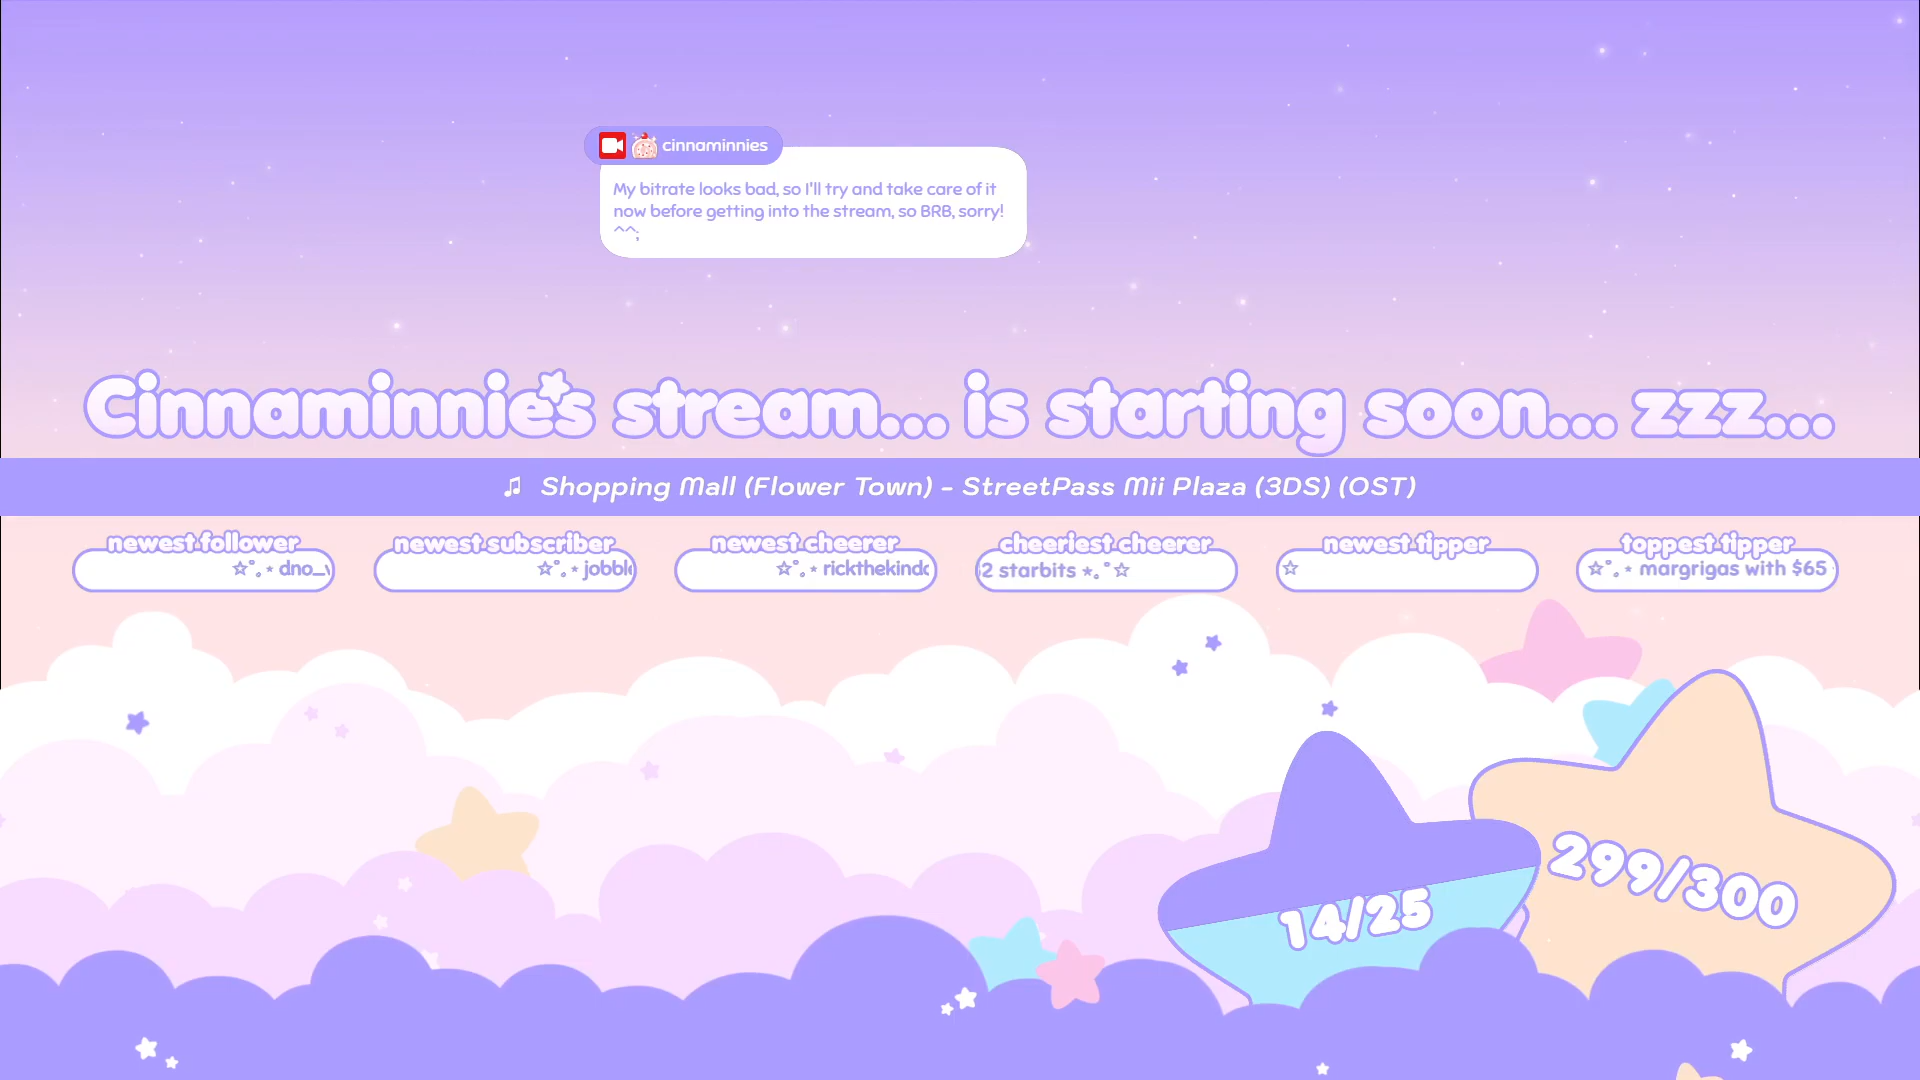 cinnaminnies
My bitrate looks bad, so I'll try and take care of it
now before getting into the stream, so BRB, sorry!
^^;
Cinnaminnie's stream... is starting soon... zzz...
♫ Shopping Mall (Flower Town) - StreetPass Mii Plaza (3DS) (OST)
newest follower
☆˚｡⋆ dno_
newest subscriber
☆˚｡⋆ jobbl
newest cheerer
☆˚｡⋆ rickthekind
cheeriest cheerer
2 starbits ⋆｡˚☆
newest tipper
☆
toppest tipper
☆˚｡⋆ margrigas with $65
14/25
299/300